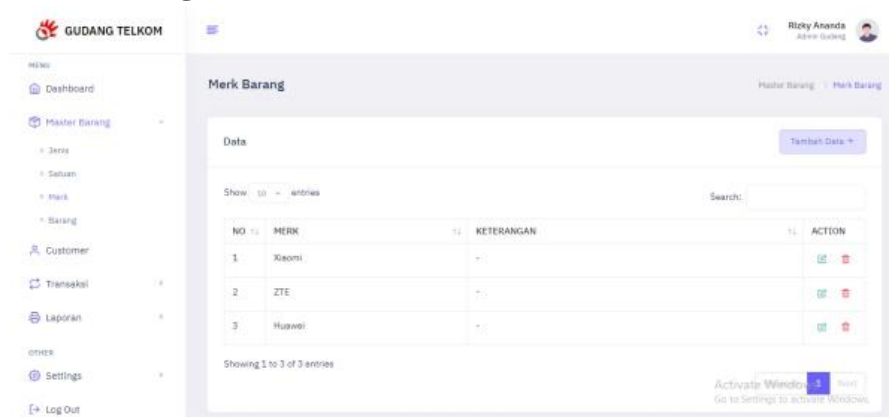 GUDANG TELKOM
Rizky Ananda
Admin Gudang
MENU
Dashboard
Merk Barang
Master Barang
Merk Barang
Master Barang
Jenis
Satuan
Merk
Barang
Customer
Transaksi
Laporan
OTHER
Settings
Log Out
Data
Tambah Data +
Show 10 entries
Search:
NO MERK KETERANGAN ACTION
1 Xiaomi -
2 ZTE -
3 Huawei -
Showing 1 to 3 of 3 entries
1 Next
Activate Windows
Go to Settings to activate Windows.